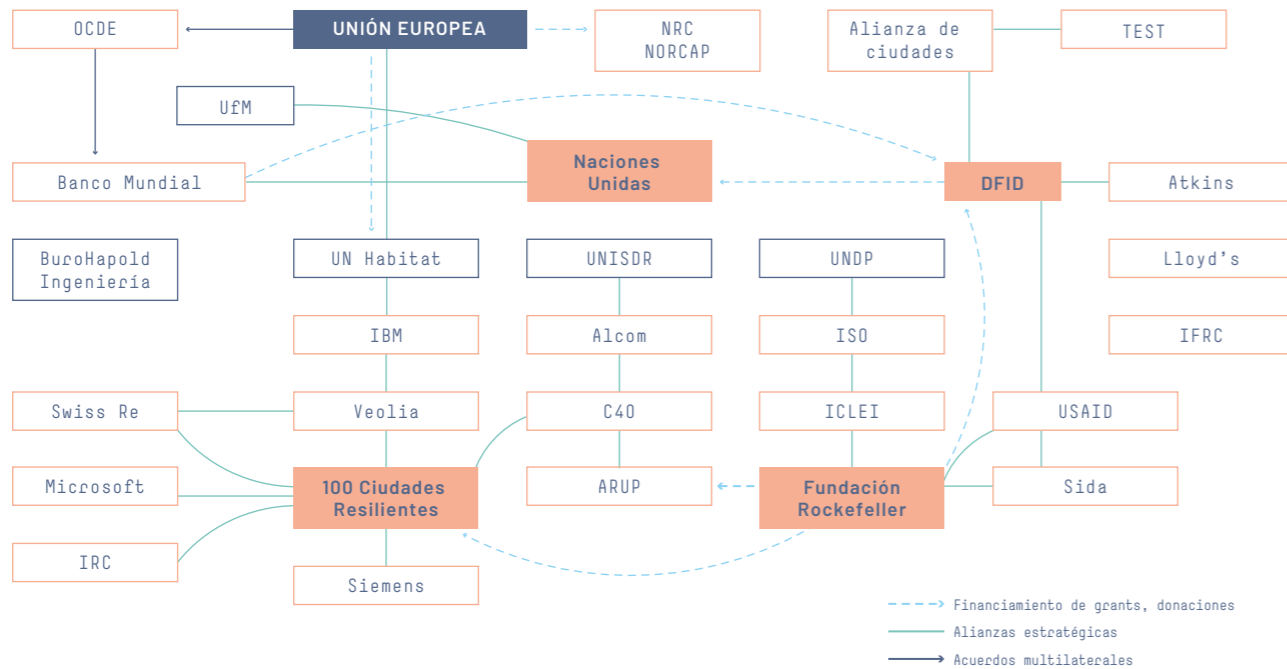 OCDE
UNIÓN EUROPEA
NRC
NORCAP
Alianza de
ciudades
TEST
UfM
Banco Mundial
Naciones
Unidas
DFID
Atkins
BuroHapold
Ingeniería
UN Habitat
UNISDR
UNDP
Lloyd's
IBM
Alcom
ISO
IFRC
Swiss Re
Veolia
C40
ICLEI
USAID
Microsoft
100 Ciudades
Resilientes
ARUP
Fundación
Rockefeller
Sida
IRC
Siemens
Financiamiento de grants, donaciones
Alianzas estratégicas
Acuerdos multilaterales